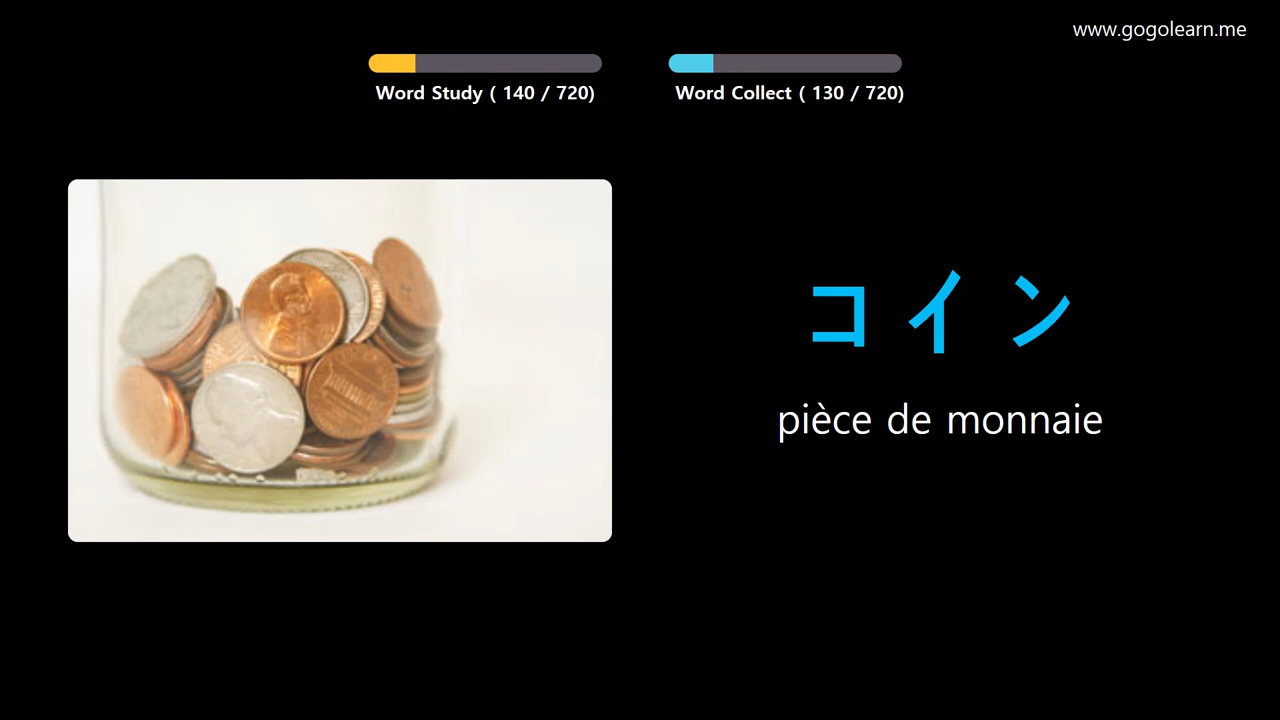 www.gogolearn.me
Word Study ( 140 / 720)
Word Collect ( 130 / 720)
コイン
pièce de monnaie